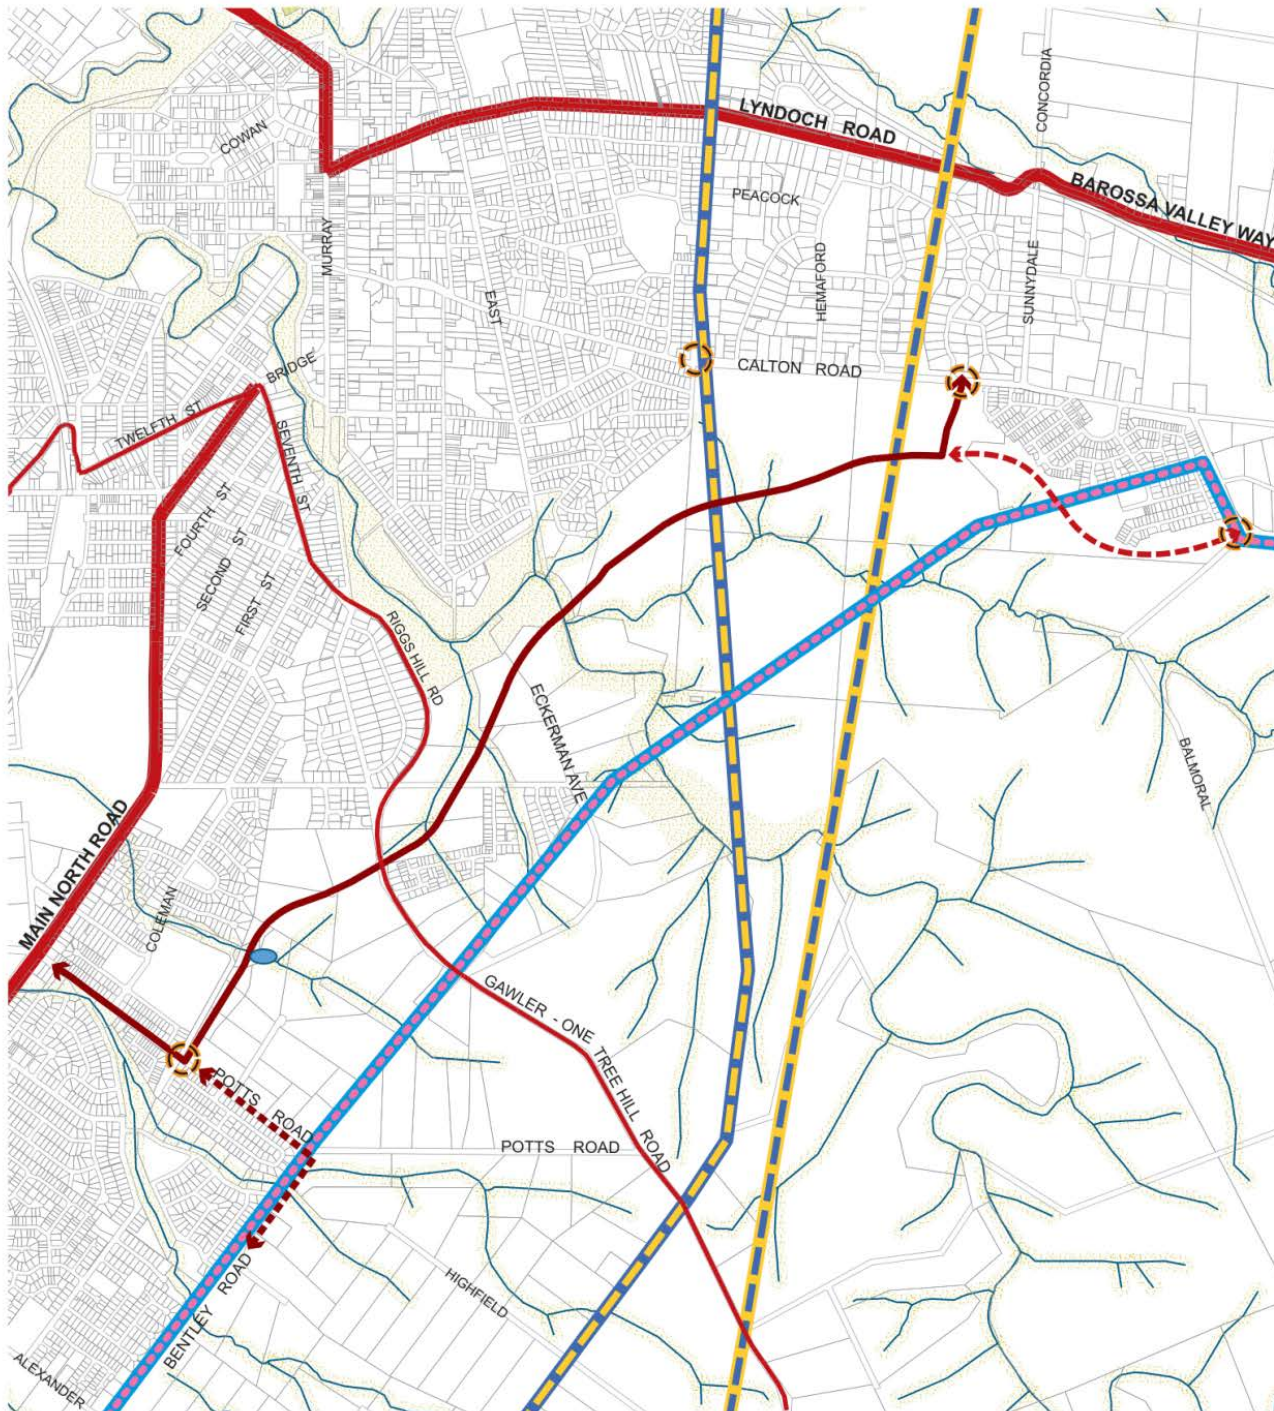 CONCORDIA
LYNDOCH ROAD
COWAN
BAROSSA VALLEY WAY
PEACOCK
MURRAY
HEMAFORD
SUNNYDALE
EAST
BRIDGE
CALTON ROAD
TWELFTH ST
SEVENTH ST
FOURTH ST
SECOND ST
FIRST ST
RIGGS HILL RD
ECKERMAN AVE
BALMORAL
MAIN NORTH ROAD
COLEMAN
GAWLER - ONE TREE HILL ROAD
POTTS ROAD
POTTS ROAD
HIGHFIELD
BENTLEY ROAD
ALEXANDER